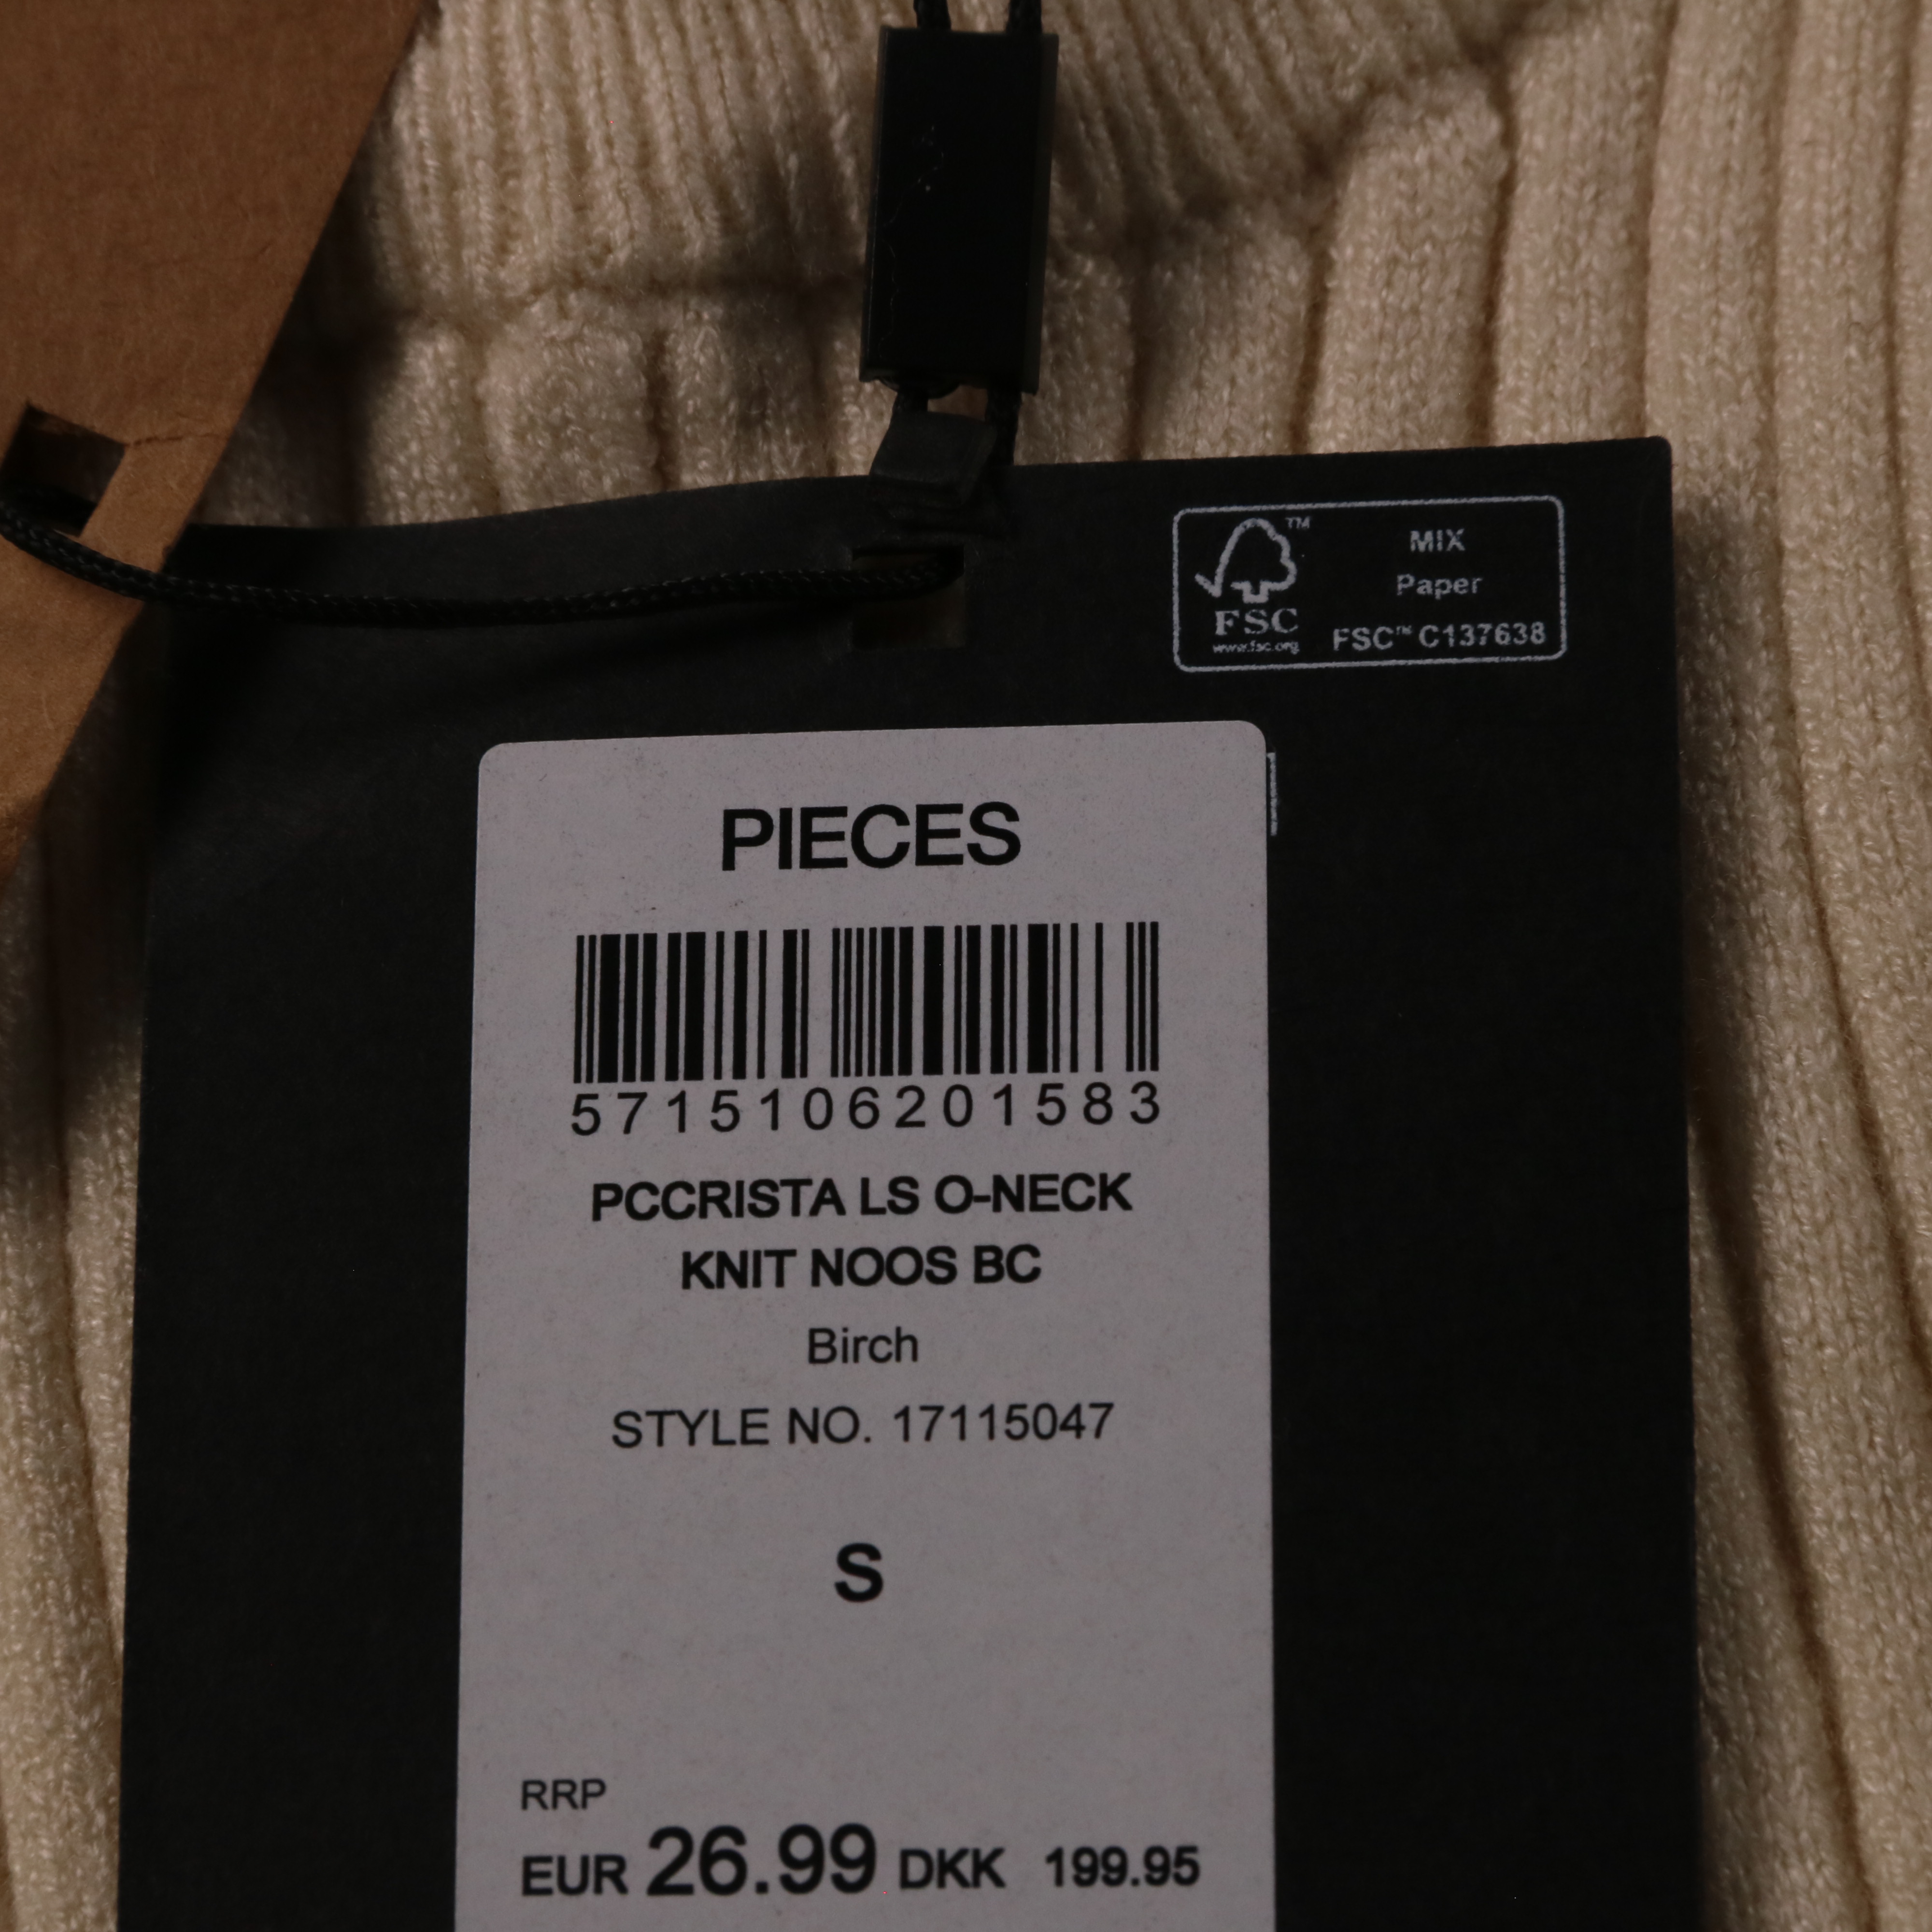 MIX
Paper
FSC™ C137638
™
FSC
www.fsc.org
PIECES
5715106201583
PCCRISTA LS O-NECK
KNIT NOOS BC
Birch
STYLE NO. 17115047
S
RRP
EUR 26.99 DKK 199.95